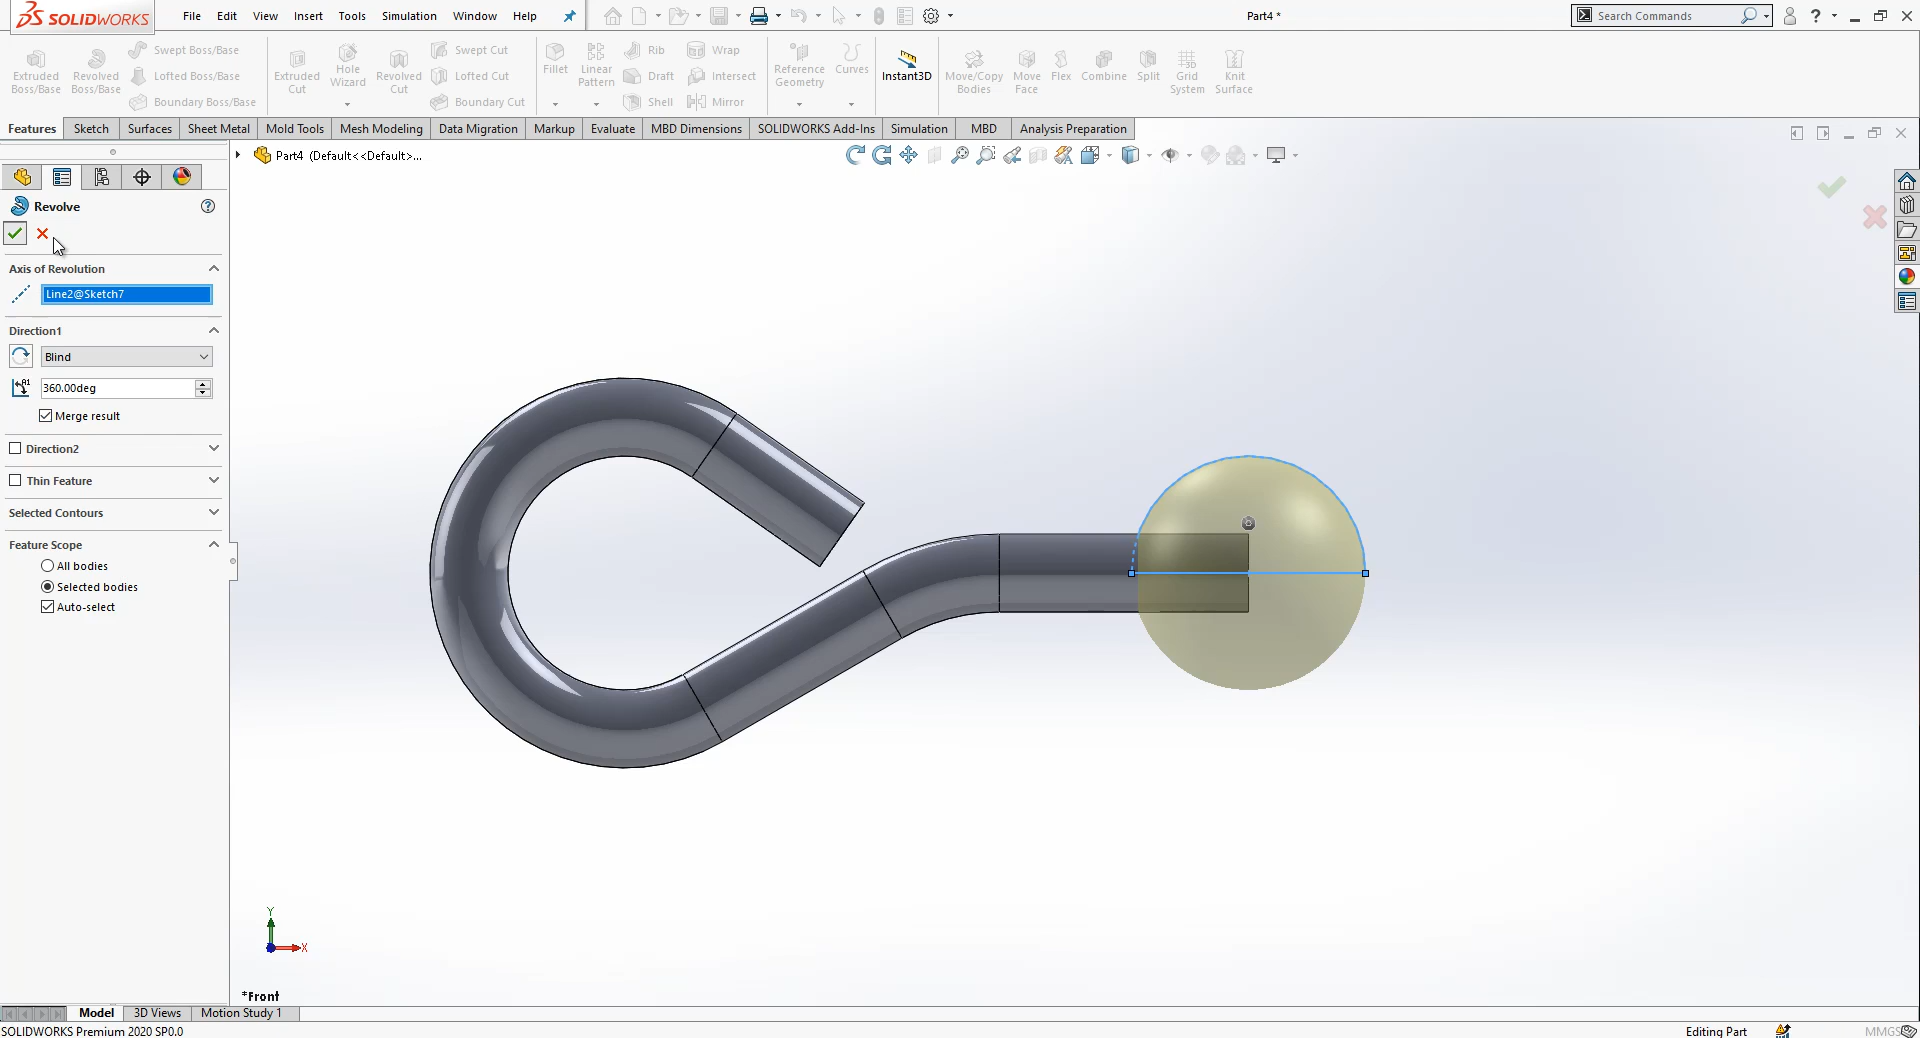 SOLIDWORKS File Edit View Insert Tools Simulation Window Help Part4 * Search Commands
Extruded Boss/Base
Revolved Boss/Base
Swept Boss/Base
Lofted Boss/Base
Boundary Boss/Base
Extruded Cut
Hole Wizard
Revolved Cut
Swept Cut
Lofted Cut
Boundary Cut
Fillet
Linear Pattern
Rib
Draft
Shell
Wrap
Intersect
Mirror
Reference Geometry
Curves
Instant3D
Move/Copy Bodies
Move Face
Flex
Combine
Split
Grid System
Knit Surface
Features Sketch Surfaces Sheet Metal Mold Tools Mesh Modeling Data Migration Markup Evaluate MBD Dimensions SOLIDWORKS Add-Ins Simulation MBD Analysis Preparation
Part4 (Default<<Default>...
Revolve
Axis of Revolution
Line2@Sketch7
Direction1
Blind
360.00deg
Merge result
Direction2
Thin Feature
Selected Contours
Feature Scope
All bodies
Selected bodies
Auto-select
Y
X
*Front
Model 3D Views Motion Study 1
SOLIDWORKS Premium 2020 SP0.0 Editing Part MMGS